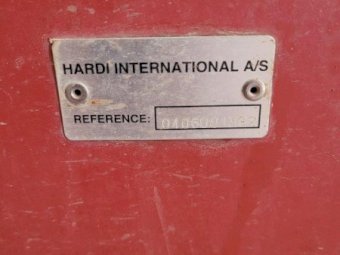 HARDI INTERNATIONAL A/S
REFERENCE: